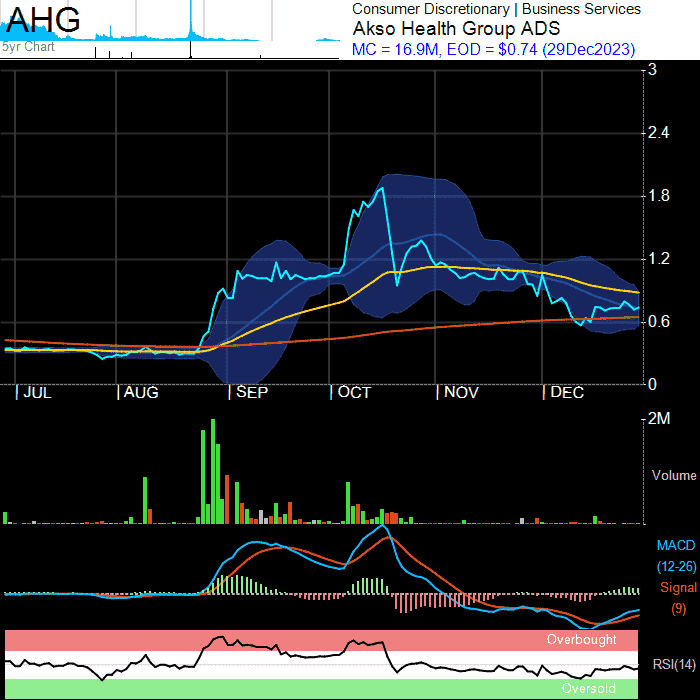 AHG
5yr Chart
Consumer Discretionary | Business Services
Akso Health Group ADS
MC = 16.9M, EOD = $0.74 (29Dec2023)
3
2.4
1.8
1.2
0.6
0
JUL AUG SEP OCT NOV DEC
2M
Volume
MACD
(12-26)
Signal
(9)
Overbought
RSI(14)
Oversold